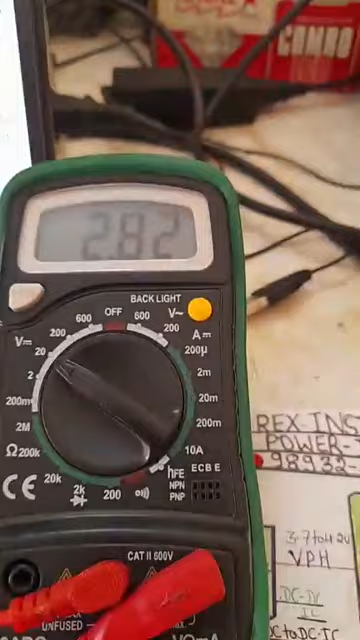 COMBO
2.82
BACK LIGHT
OFF
600
600
V~
200
200
V⎓
A⎓
20
200µ
2
2m
200m
20m
2M
200m
Ω
200k
10A
20k
2k
200
hFE
NPN
PNP
E C B E
CE
CAT II 600V
UNFUSED
REX-INS
POWER-
98932-
VPH